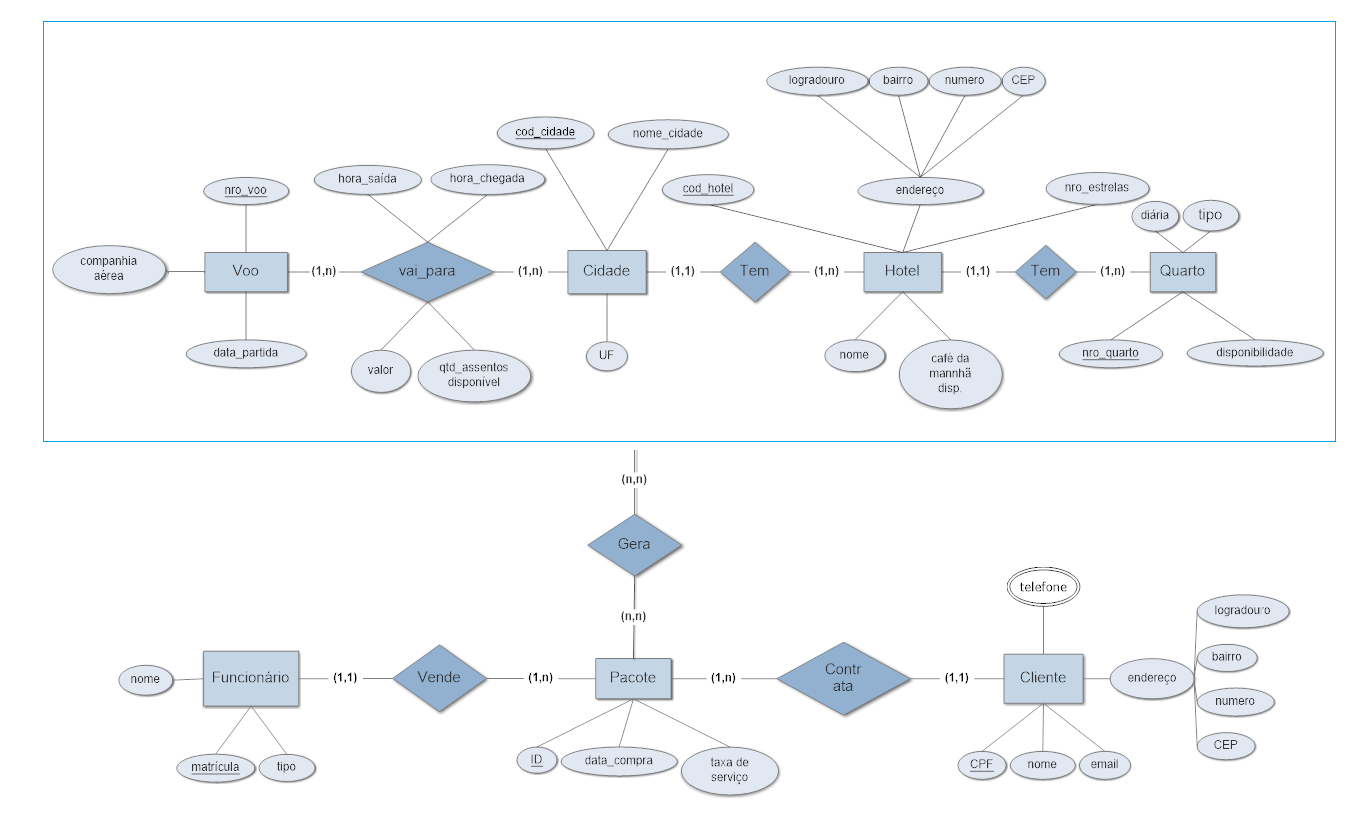 logradouro bairro numero CEP
cod_cidade nome_cidade
hora_saída hora_chegada
nro_voo
cod_hotel endereço nro_estrelas
diária tipo
companhia
aérea
Voo (1,n) vai_para (1,n) Cidade (1,1) Tem (1,n) Hotel (1,1) Tem (1,n) Quarto
data_partida
valor
qtd_assentos
disponível
UF
nome
café da
mannhã
disp.
nro_quarto disponibilidade
(n,n)
Gera
(n,n)
telefone
logradouro
bairro
numero
CEP
nome Funcionário (1,1) Vende (1,n) Pacote (1,n)
Contr
ata
(1,1) Cliente endereço
matrícula tipo
ID data_compra
taxa de
serviço
CPF nome email